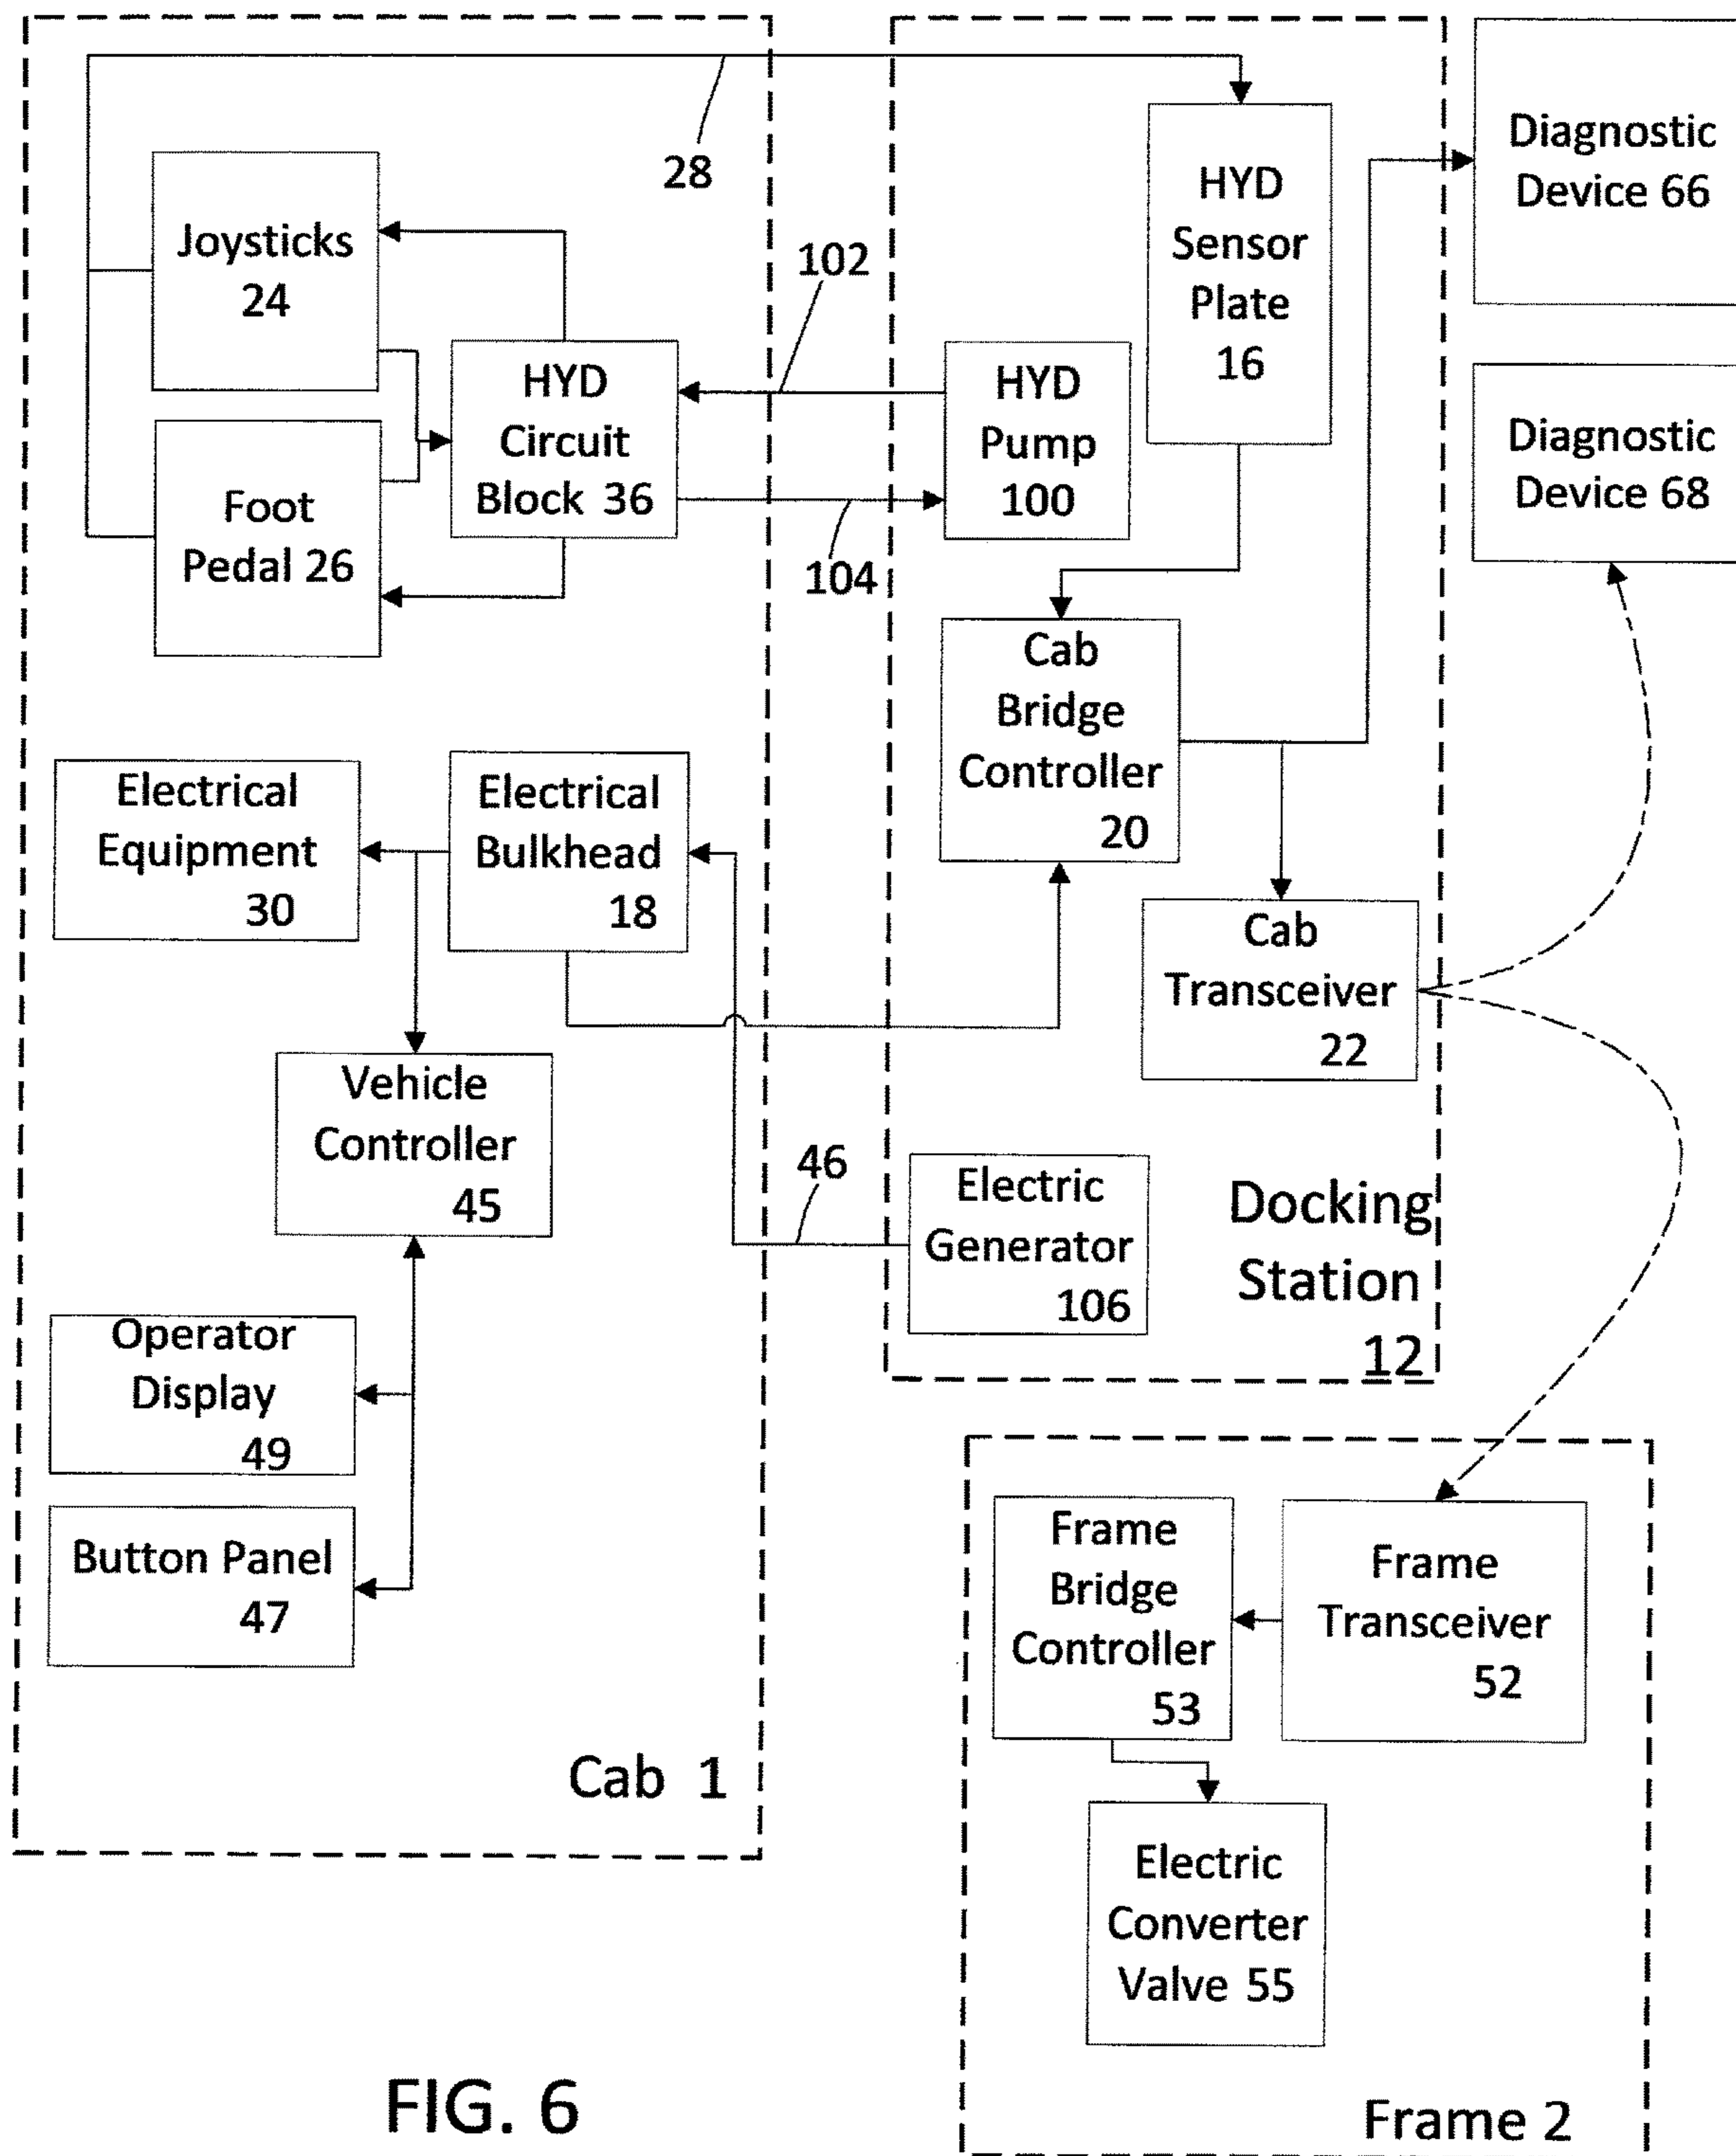 28
Joysticks
24
HYD
Circuit
Block 36
Foot
Pedal 26
102
104
HYD
Sensor
Plate
16
HYD
Pump
100
Diagnostic
Device 66
Diagnostic
Device 68
Cab
Bridge
Controller
20
Electrical
Equipment
30
Electrical
Bulkhead
18
Cab
Transceiver
22
Vehicle
Controller
45
46
Electric
Generator
106
Docking
Station
12
Operator
Display
49
Button Panel
47
Cab 1
Frame
Bridge
Controller
53
Frame
Transceiver
52
Electric
Converter
Valve 55
Frame 2
FIG. 6